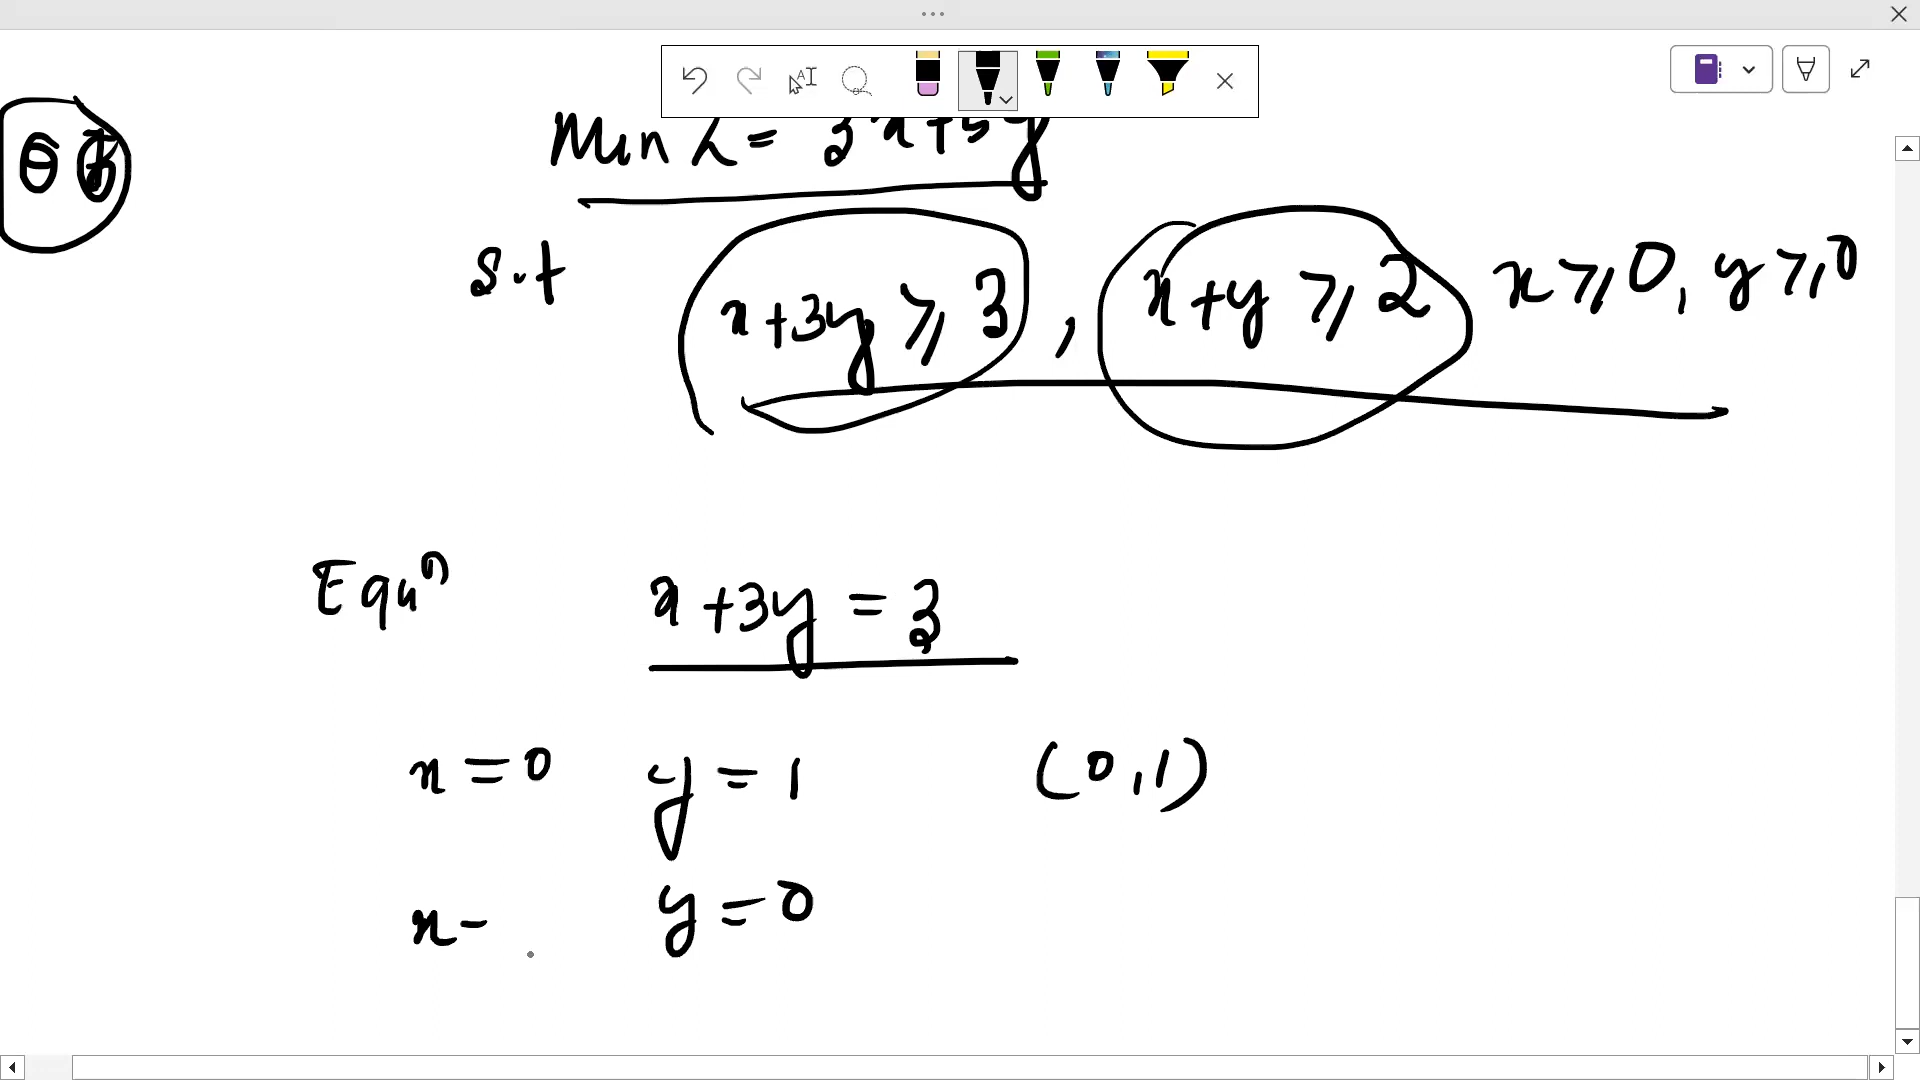 Min Z = 3x+5y
S.t x+3y ⩾ 3, x+y ⩾ 2 x⩾0, y⩾0
Equⁿ x+3y = 3
x=0 y=1 (0,1)
x- y=0